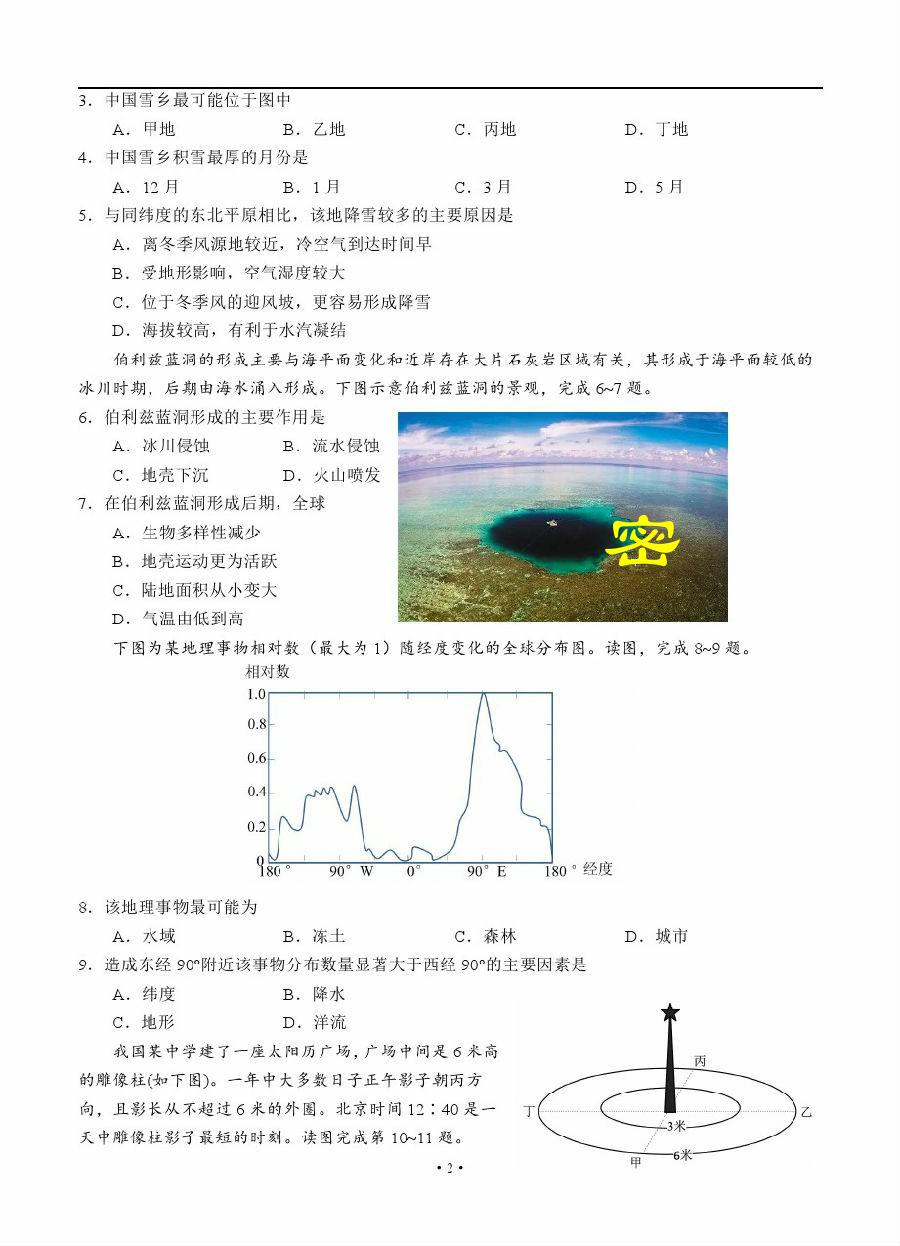 3．中国雪乡最可能位于图中
A．甲地 B．乙地 C．丙地 D．丁地
4．中国雪乡积雪最厚的月份是
A．12 月 B．1 月 C．3 月 D．5 月
5．与同纬度的东北平原相比，该地降雪较多的主要原因是
A．离冬季风源地较近，冷空气到达时间早
B．受地形影响，空气湿度较大
C．位于冬季风的迎风坡，更容易形成降雪
D．海拔较高，有利于水汽凝结
伯利兹蓝洞的形成主要与海平面变化和近岸存在大片石灰岩区域有关，其形成于海平面较低的
冰川时期，后期由海水涌入形成。下图示意伯利兹蓝洞的景观，完成 6~7 题。
6．伯利兹蓝洞形成的主要作用是
A．冰川侵蚀 B．流水侵蚀
C．地壳下沉 D．火山喷发
7．在伯利兹蓝洞形成后期，全球
A．生物多样性减少
B．地壳运动更为活跃
C．陆地面积从小变大
D．气温由低到高
密
下图为某地理事物相对数（最大为 1）随经度变化的全球分布图。读图，完成 8~9 题。
相对数
1.0
0.8
0.6
0.4
0.2
0
180° 90° W 0° 90° E 180° 经度
8．该地理事物最可能为
A．水域 B．冻土 C．森林 D．城市
9．造成东经 90°附近该事物分布数量显著大于西经 90°的主要因素是
A．纬度 B．降水
C．地形 D．洋流
我国某中学建了一座太阳历广场，广场中间是 6 米高
的雕像柱(如下图)。一年中大多数日子正午影子朝丙方
向，且影长从不超过 6 米的外圈。北京时间 12∶40 是一
天中雕像柱影子最短的时刻。读图完成第 10~11 题。
丙
丁 乙
3米
6米
甲
·2·